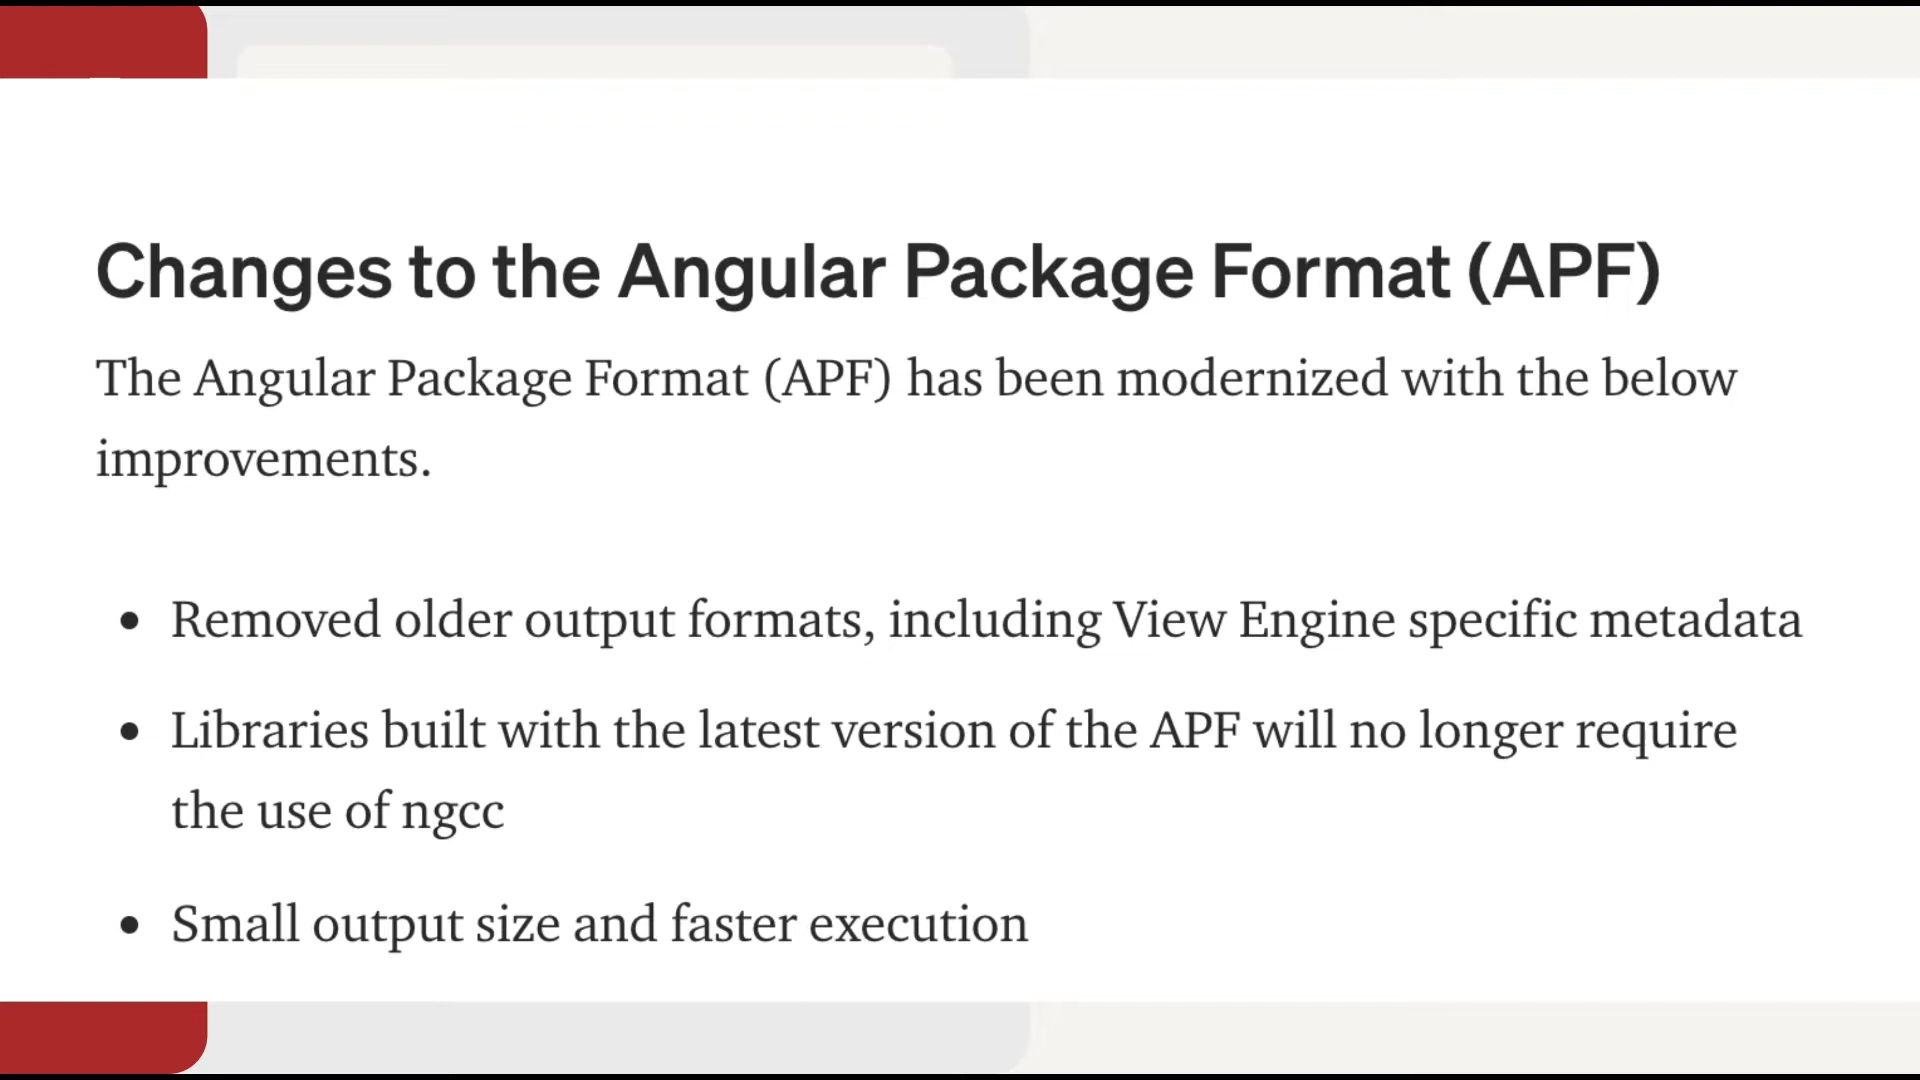 Changes to the Angular Package Format (APF)
The Angular Package Format (APF) has been modernized with the below
improvements.
• Removed older output formats, including View Engine specific metadata
• Libraries built with the latest version of the APF will no longer require
the use of ngcc
• Small output size and faster execution